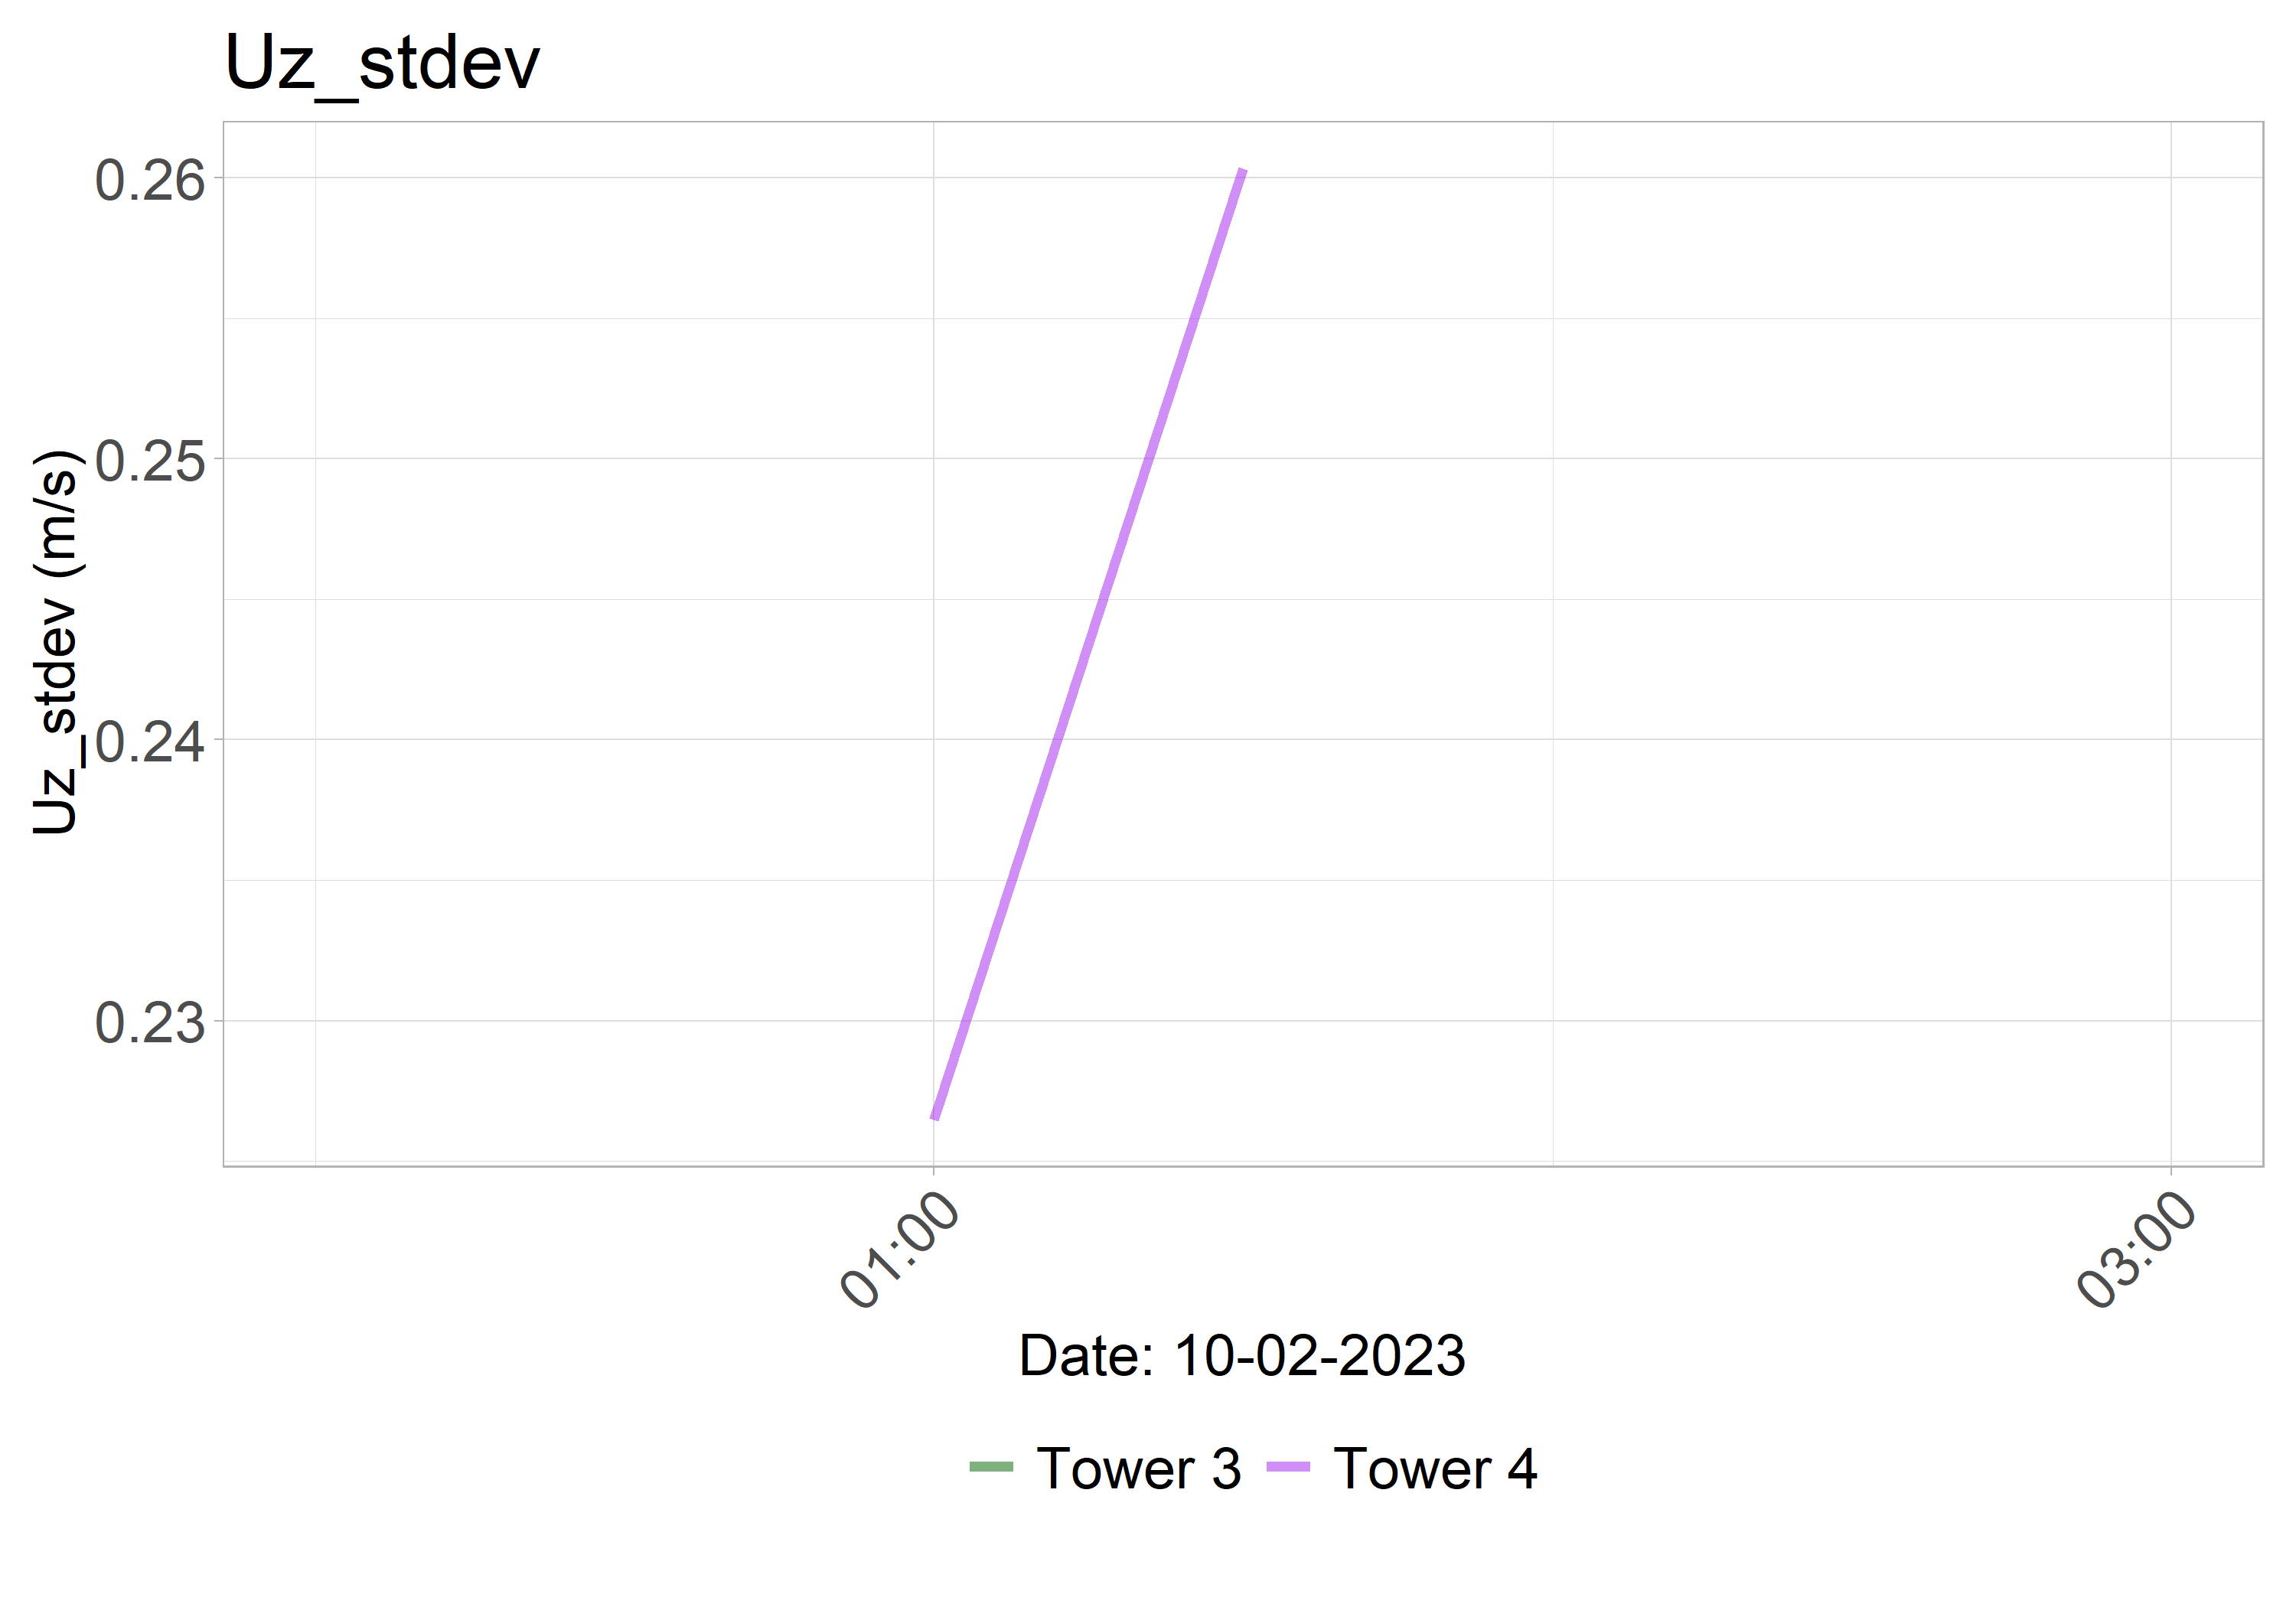 Uz_stdev
Uz_stdev (m/s)
0.26
0.25
0.24
0.23
01:00
03:00
Date: 10-02-2023
Tower 3
Tower 4